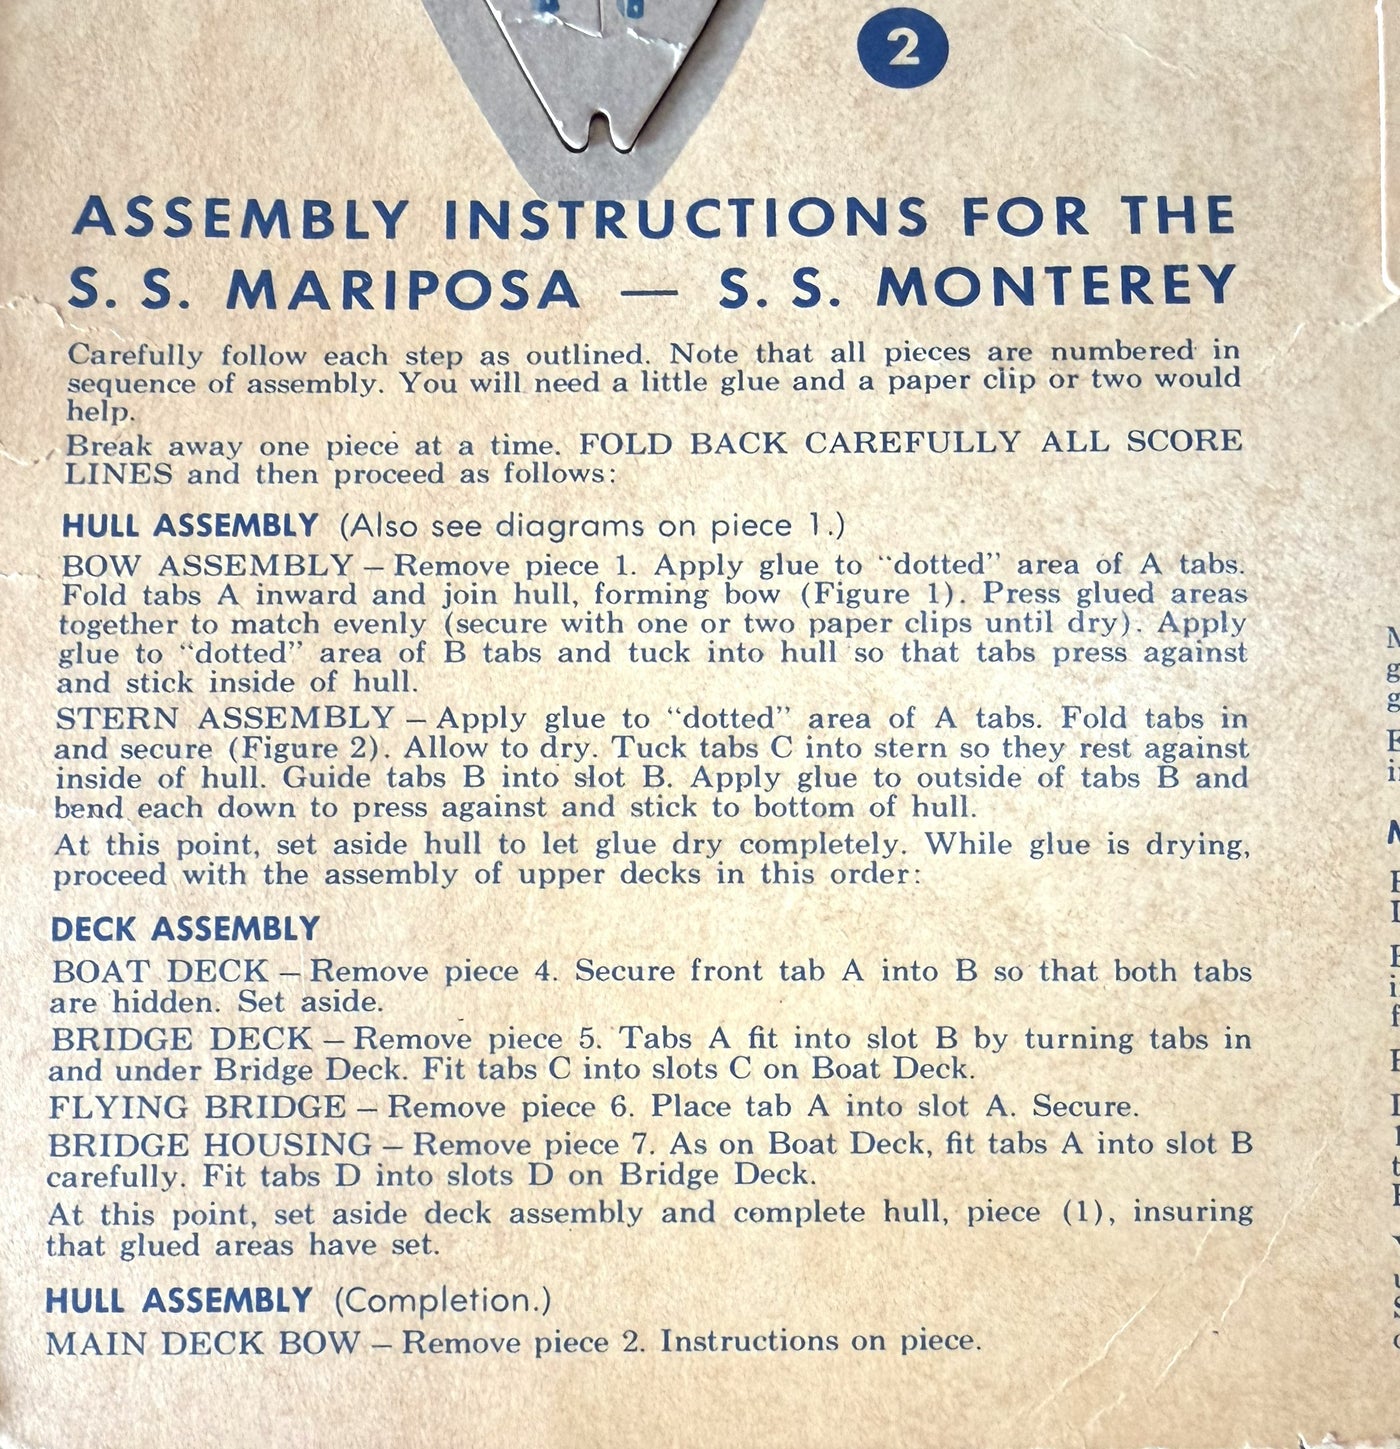 A B
2
ASSEMBLY INSTRUCTIONS FOR THE
S. S. MARIPOSA — S. S. MONTEREY
Carefully follow each step as outlined. Note that all pieces are numbered in
sequence of assembly. You will need a little glue and a paper clip or two would
help.
Break away one piece at a time. FOLD BACK CAREFULLY ALL SCORE
LINES and then proceed as follows:
HULL ASSEMBLY (Also see diagrams on piece 1.)
BOW ASSEMBLY – Remove piece 1. Apply glue to “dotted” area of A tabs.
Fold tabs A inward and join hull, forming bow (Figure 1). Press glued areas
together to match evenly (secure with one or two paper clips until dry). Apply
glue to “dotted” area of B tabs and tuck into hull so that tabs press against
and stick inside of hull.
STERN ASSEMBLY – Apply glue to “dotted” area of A tabs. Fold tabs in
and secure (Figure 2). Allow to dry. Tuck tabs C into stern so they rest against
inside of hull. Guide tabs B into slot B. Apply glue to outside of tabs B and
bend each down to press against and stick to bottom of hull.
At this point, set aside hull to let glue dry completely. While glue is drying,
proceed with the assembly of upper decks in this order:
DECK ASSEMBLY
BOAT DECK – Remove piece 4. Secure front tab A into B so that both tabs
are hidden. Set aside.
BRIDGE DECK – Remove piece 5. Tabs A fit into slot B by turning tabs in
and under Bridge Deck. Fit tabs C into slots C on Boat Deck.
FLYING BRIDGE – Remove piece 6. Place tab A into slot A. Secure.
BRIDGE HOUSING – Remove piece 7. As on Boat Deck, fit tabs A into slot B
carefully. Fit tabs D into slots D on Bridge Deck.
At this point, set aside deck assembly and complete hull, piece (1), insuring
that glued areas have set.
HULL ASSEMBLY (Completion.)
MAIN DECK BOW – Remove piece 2. Instructions on piece.